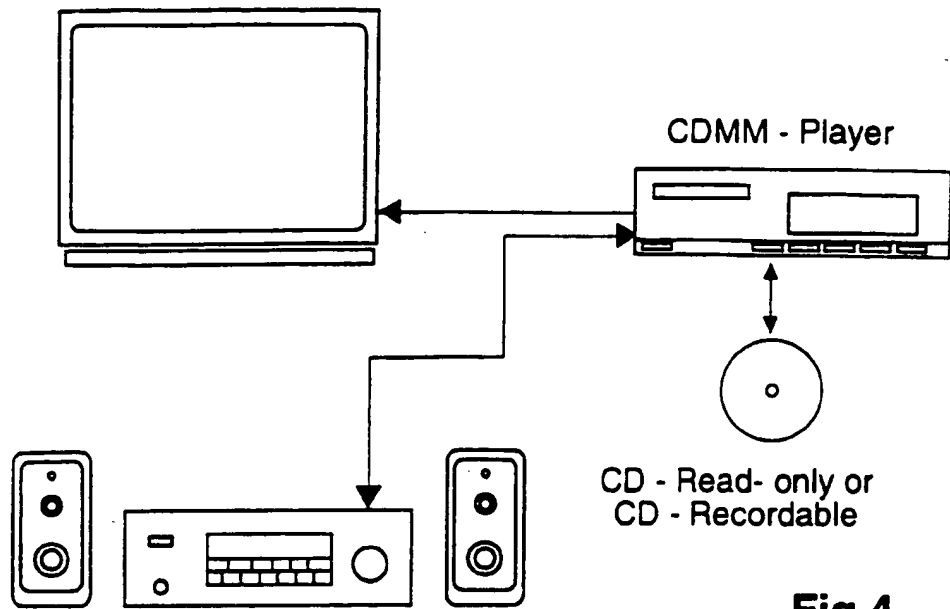 CDMM - Player
CD - Read- only or
CD - Recordable
Fig.4